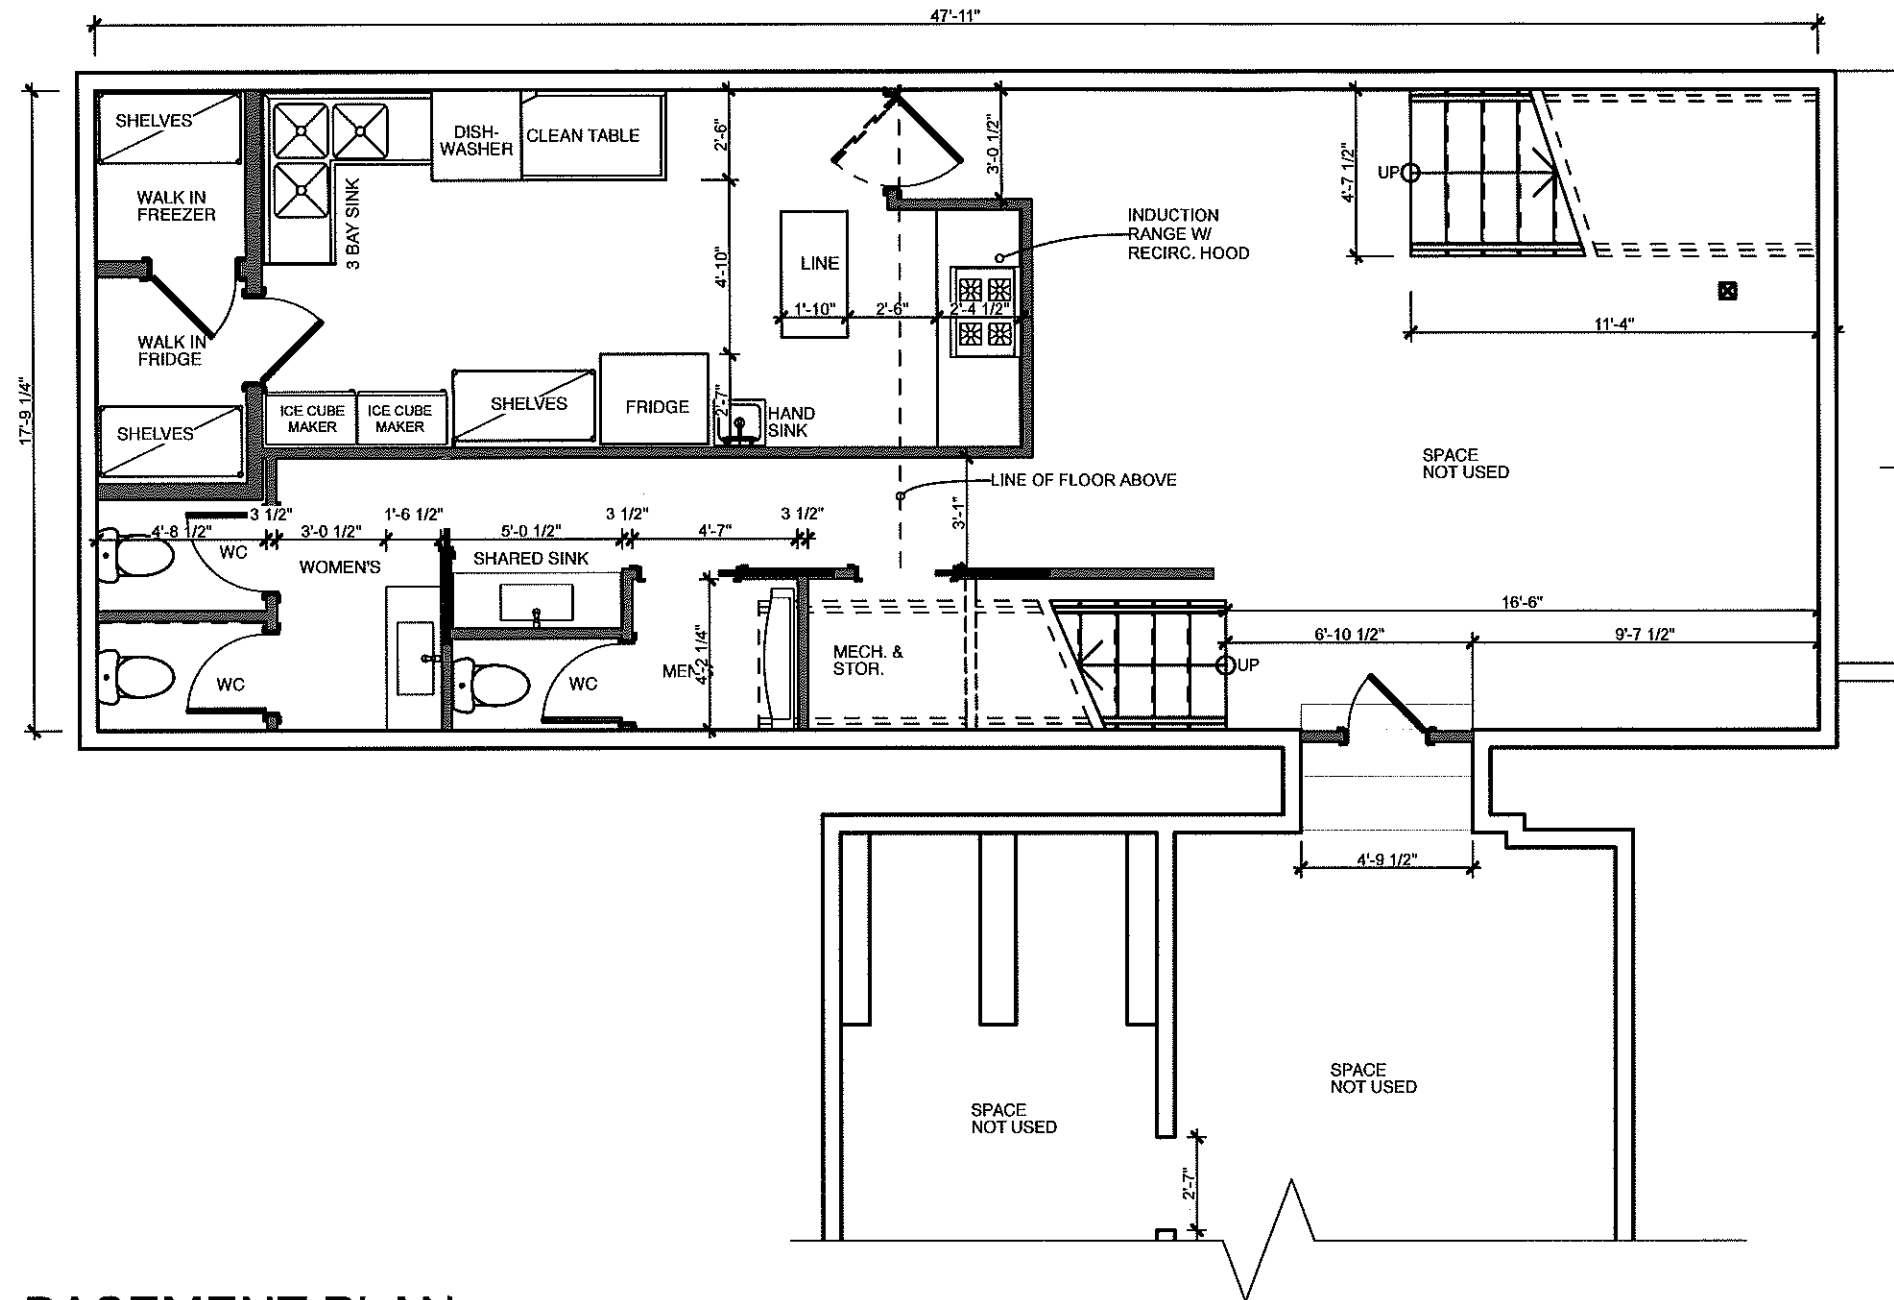 47'-11"
SHELVES
DISH-
WASHER
CLEAN TABLE
2'-6"
3'-0 1/2"
4'-7 1/2"
UP
WALK IN
FREEZER
3 BAY SINK
INDUCTION
RANGE W/
RECIRC. HOOD
4'-10"
LINE
1'-10"
2'-6"
2'-4 1/2"
11'-4"
WALK IN
FRIDGE
17'-9 1/4"
ICE CUBE
MAKER
ICE CUBE
MAKER
SHELVES
FRIDGE
2'-7"
HAND
SINK
SHELVES
SPACE
NOT USED
LINE OF FLOOR ABOVE
3'-1"
4'-8 1/2"
3 1/2"
3'-0 1/2"
1'-6 1/2"
5'-0 1/2"
3 1/2"
4'-7"
3 1/2"
WC
WOMEN'S
SHARED SINK
16'-6"
6'-10 1/2"
9'-7 1/2"
4'-2 1/4"
MECH. &
STOR.
UP
WC
WC
MEN
4'-9 1/2"
SPACE
NOT USED
SPACE
NOT USED
2'-7"
BASEMENT PLAN